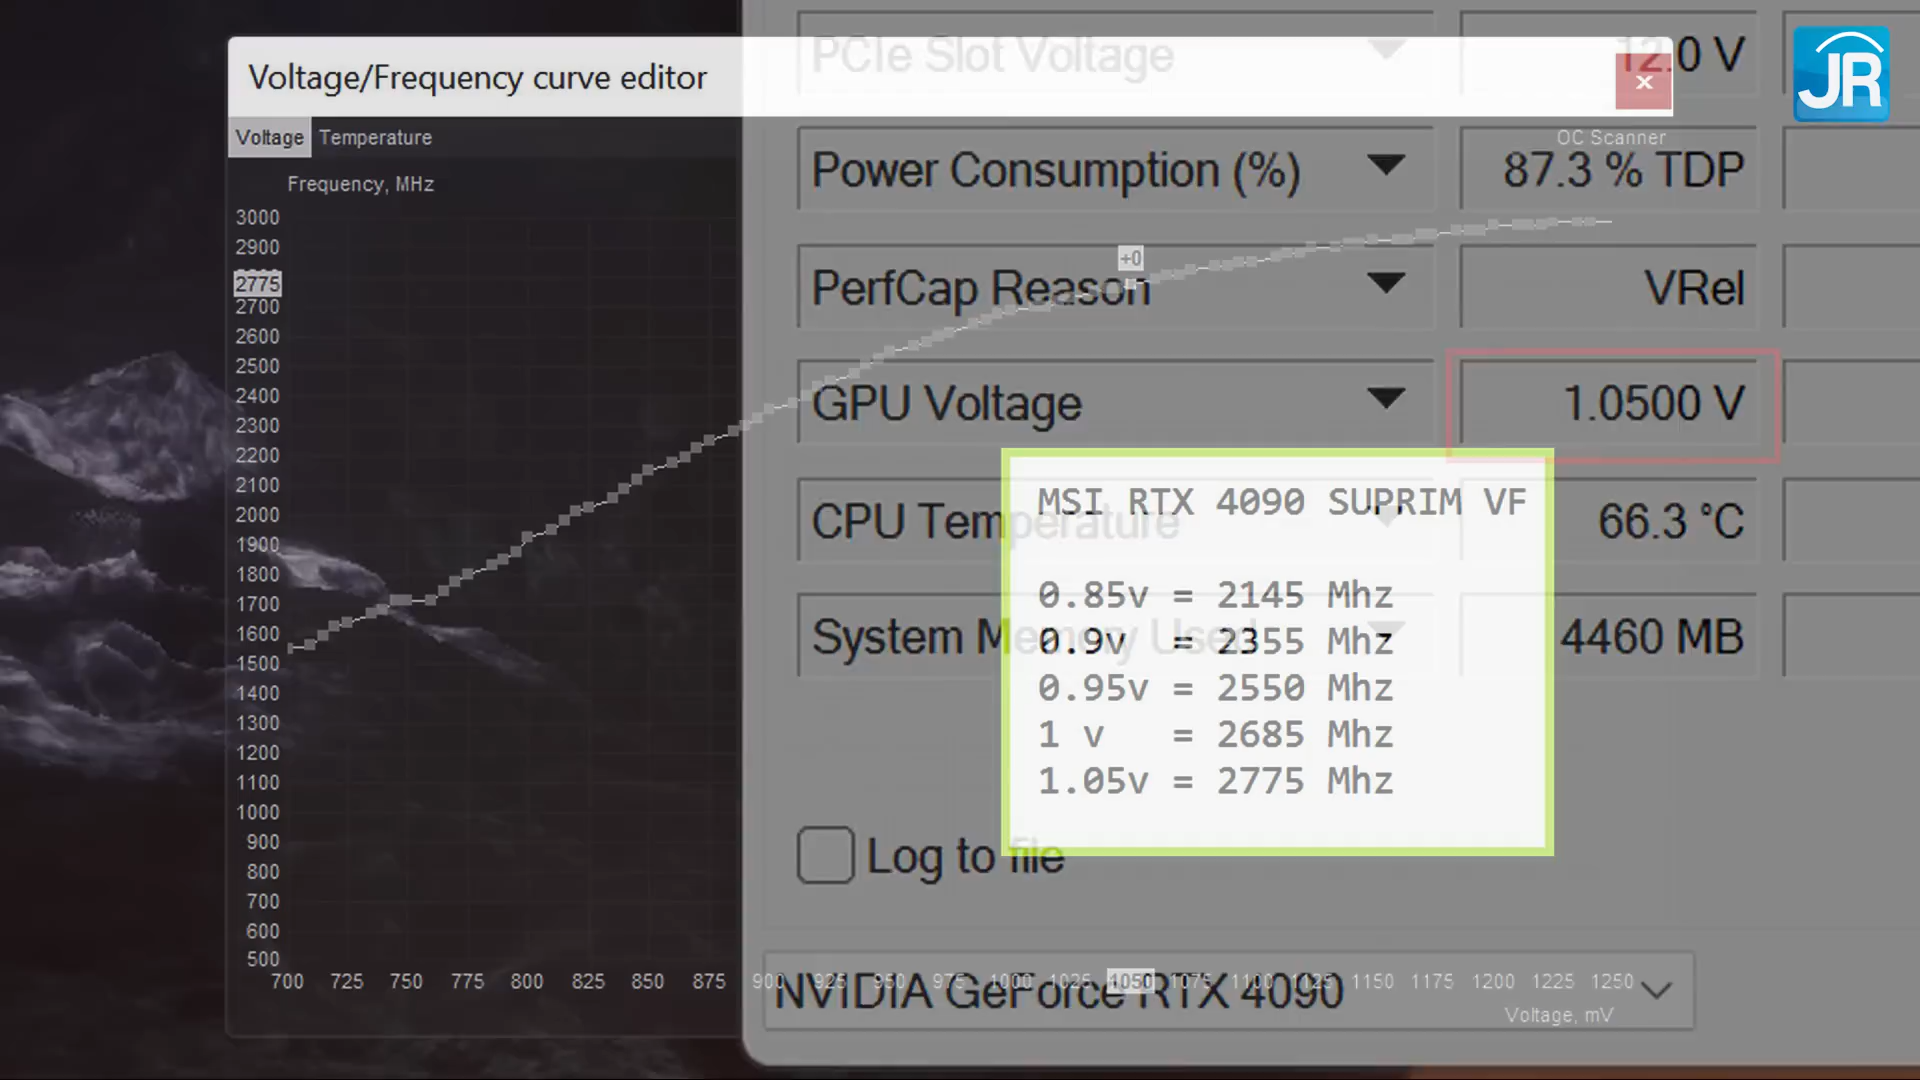 PCIe Slot Voltage
12.0 V
JR
Voltage/Frequency curve editor
×
Voltage
Temperature
OC Scanner
Power Consumption (%)
87.3 % TDP
Frequency, MHz
3000
2900
2775
2700
2600
2500
2400
2300
2200
2100
2000
1900
1800
1700
1600
1500
1400
1300
1200
1100
1000
900
800
700
600
500
+0
PerfCap Reason
VRel
GPU Voltage
1.0500 V
CPU Temperature
66.3 °C
System Memory Used
4460 MB
MSI RTX 4090 SUPRIM VF
0.85v = 2145 Mhz
0.9v = 2355 Mhz
0.95v = 2550 Mhz
1 v = 2685 Mhz
1.05v = 2775 Mhz
Log to file
700 725 750 775 800 825 850 875 900 925 950 975 1000 1025 1050 1075 1100 1125 1150 1175 1200 1225 1250
NVIDIA GeForce RTX 4090
Voltage, mV